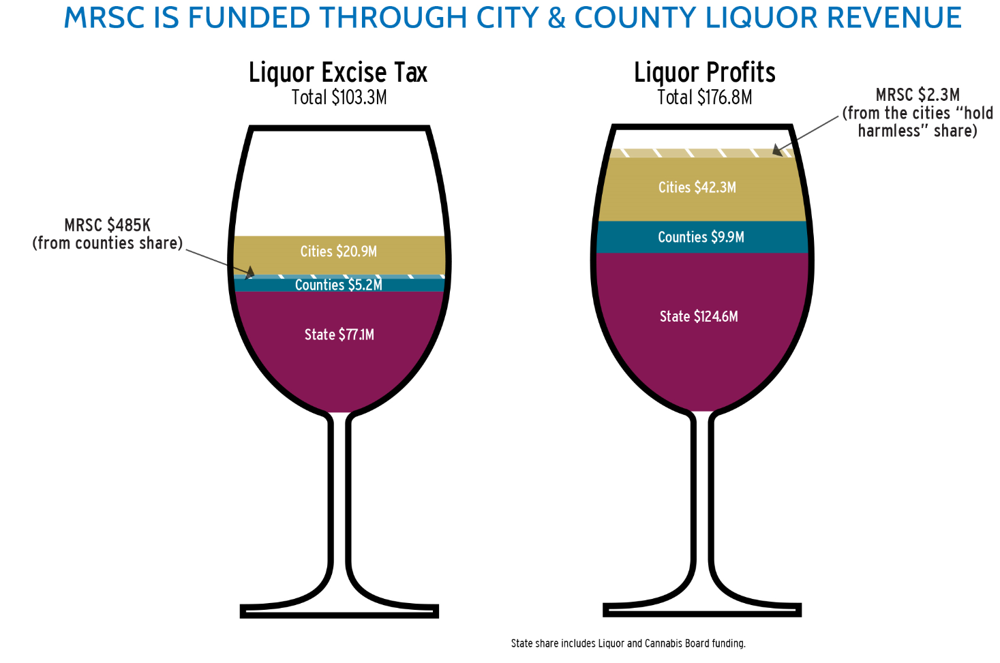 MRSC IS FUNDED THROUGH CITY & COUNTY LIQUOR REVENUE
Liquor Excise Tax
Total $103.3M
MRSC $485K
(from counties share)
Cities $20.9M
Counties $5.2M
State $77.1M
Liquor Profits
Total $176.8M
MRSC $2.3M
(from the cities “hold
harmless” share)
Cities $42.3M
Counties $9.9M
State $124.6M
State share includes Liquor and Cannabis Board funding.